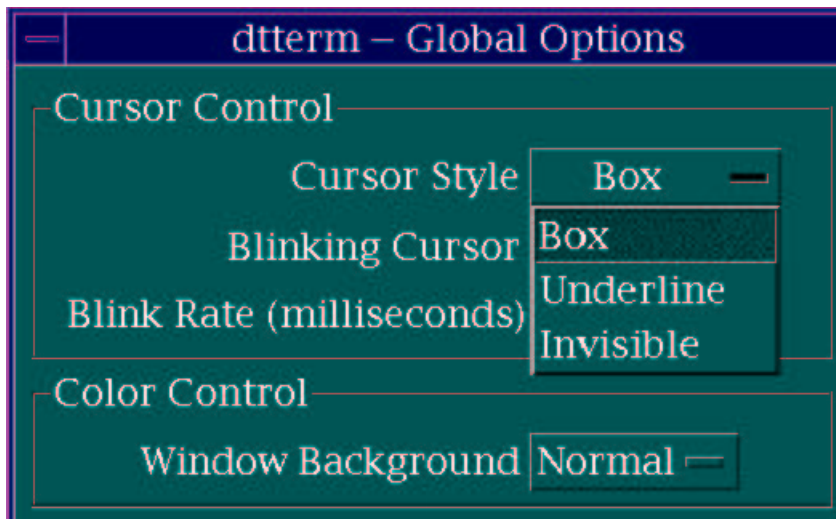 dtterm – Global Options
Cursor Control
Cursor Style Box
Blinking Cursor Box
Underline
Blink Rate (milliseconds)
Invisible
Color Control
Window Background Normal